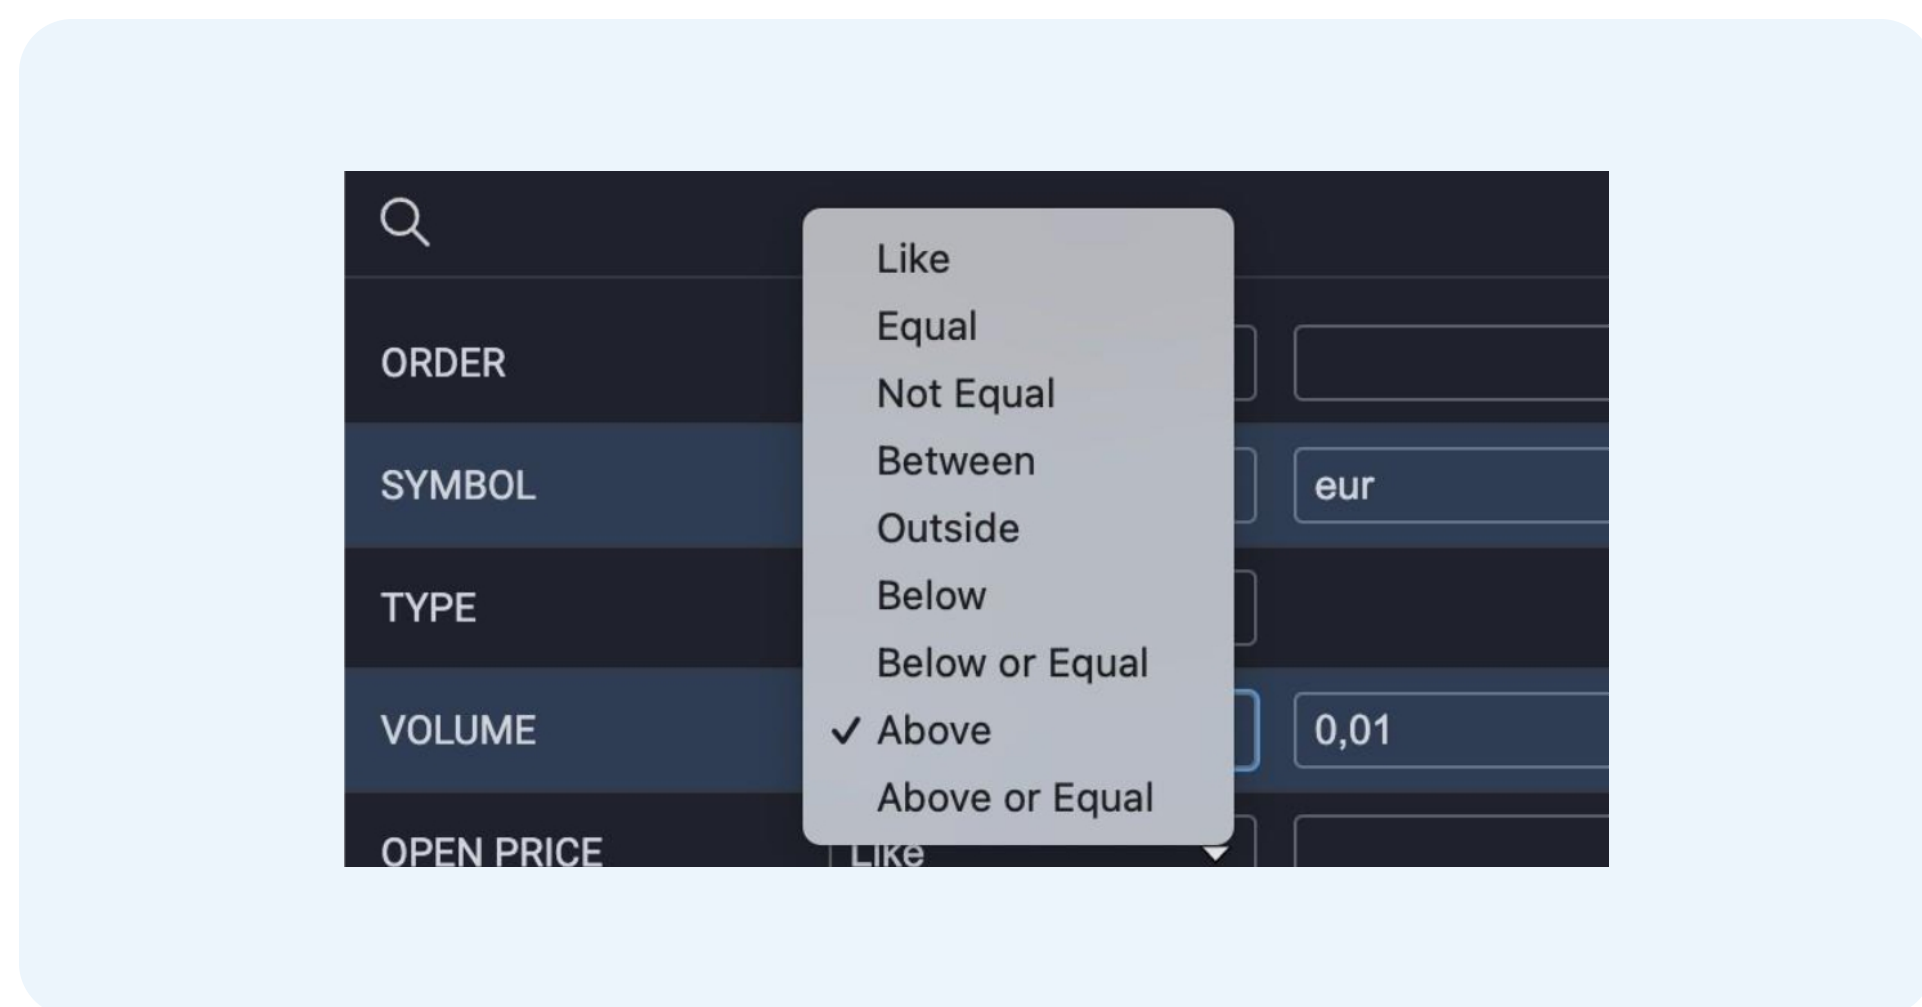 Like
Equal
ORDER
Not Equal
Between
SYMBOL eur
Outside
Below
TYPE
Below or Equal
VOLUME Above 0,01
Above or Equal
OPEN PRICE Like